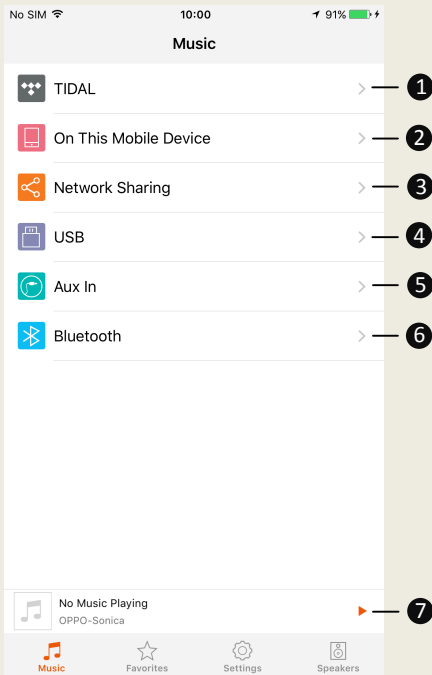 No SIM 10:00 91%
Music
TIDAL 1
On This Mobile Device 2
Network Sharing 3
USB 4
Aux In 5
Bluetooth 6
No Music Playing
OPPO-Sonica 7
Music Favorites Settings Speakers